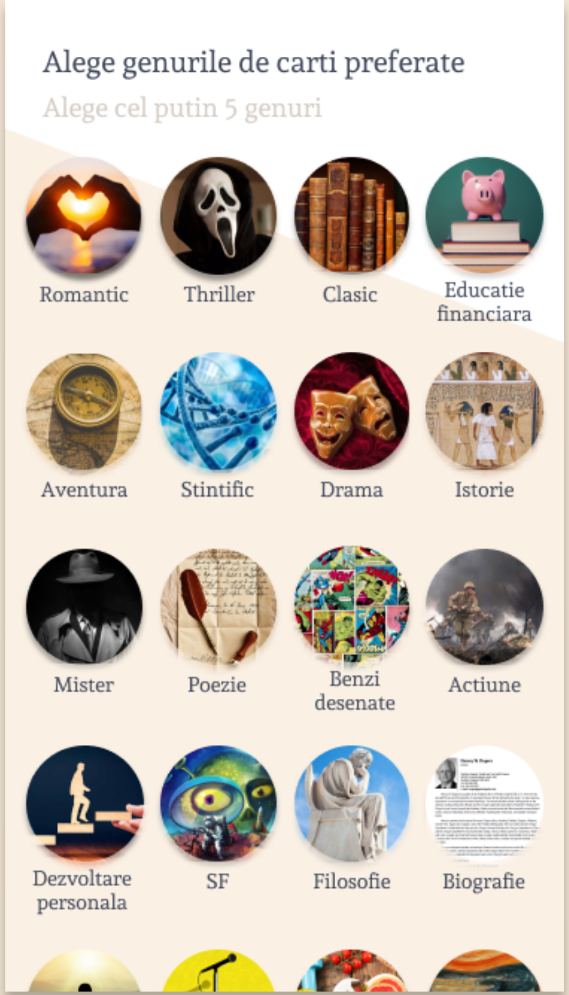 Alege genurile de carti preferate
Alege cel putin 5 genuri
Romantic
Thriller
Clasic
Educatie
financiara
Aventura
Stintific
Drama
Istorie
Mister
Poezie
Benzi
desenate
Actiune
Dezvoltare
personala
SF
Filosofie
Biografie